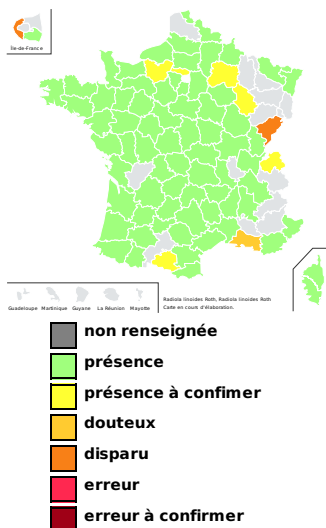 Île-de-France
Guadeloupe Martinique Guyane La Réunion Mayotte
Radiola linoides Roth, Radiola linoides Roth
Carte en cours d'élaboration.
non renseignée
présence
présence à confimer
douteux
disparu
erreur
erreur à confirmer